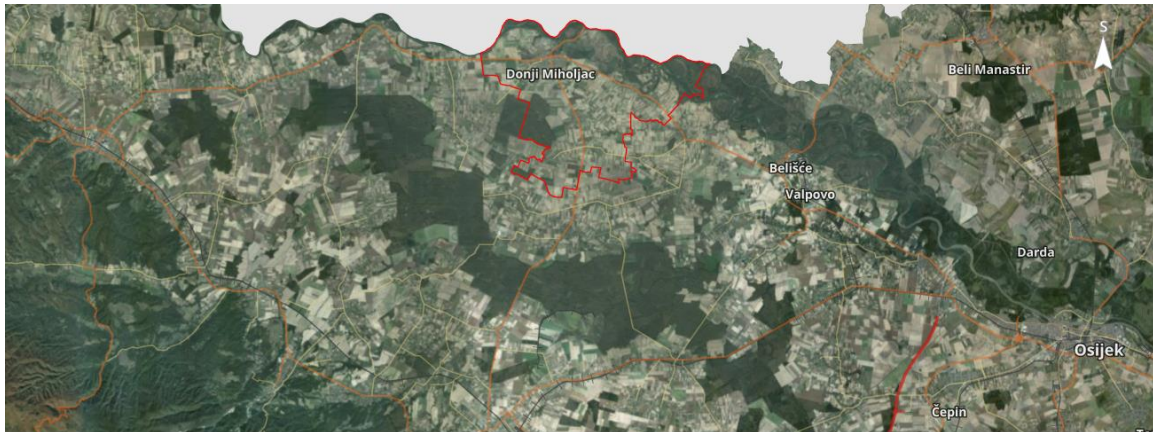 S
Beli Manastir
Donji Miholjac
Belišće
Valpovo
Darda
Osijek
Čepin